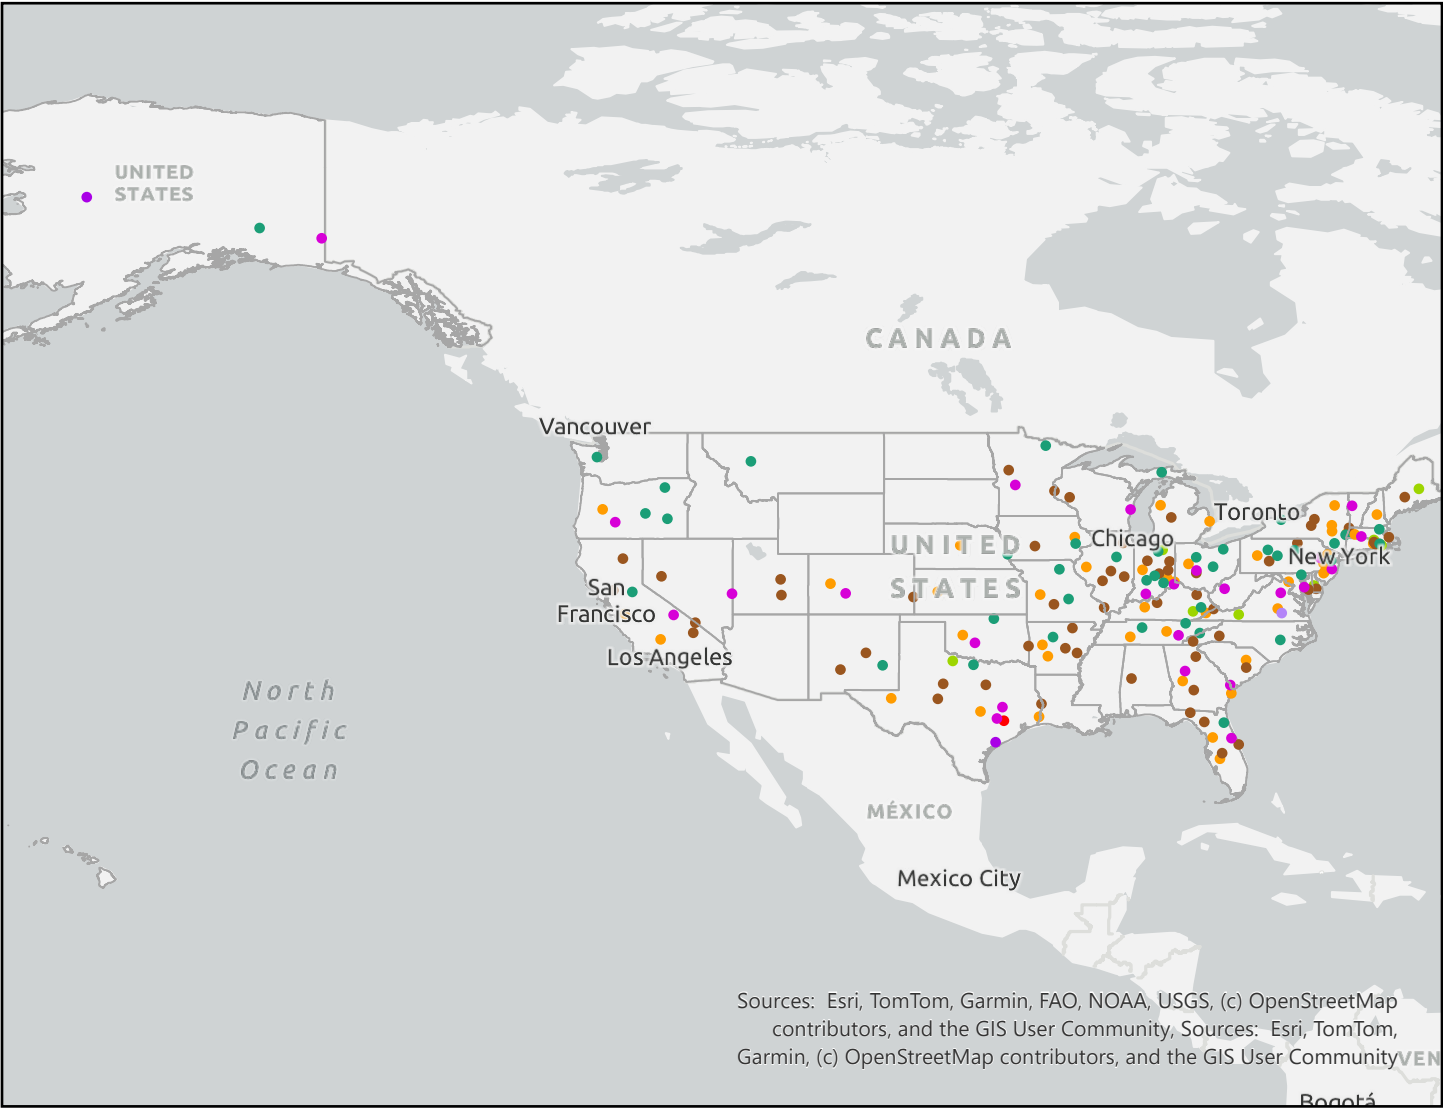 UNITED
STATES
CANADA
Vancouver
Toronto
Chicago
UNITED
New York
STATES
San
Francisco
Los Angeles
North
Pacific
Ocean
MÉXICO
Mexico City
Sources: Esri, TomTom, Garmin, FAO, NOAA, USGS, (c) OpenStreetMap
contributors, and the GIS User Community, Sources: Esri, TomTom,
Garmin, (c) OpenStreetMap contributors, and the GIS User Community
VEN
Bogotá